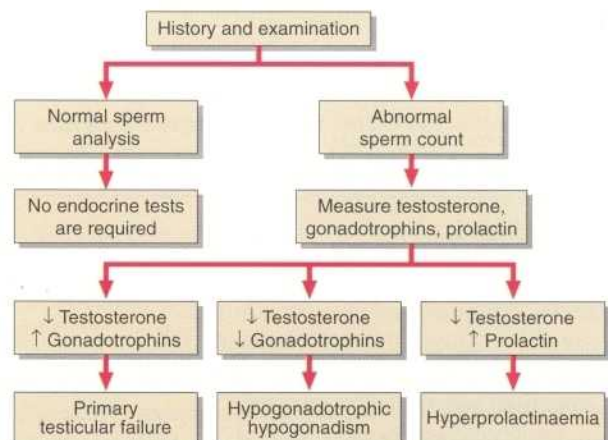 History and examination
Normal sperm
analysis
Abnormal
sperm count
No endocrine tests
are required
Measure testosterone,
gonadotrophins, prolactin
↓ Testosterone
↑ Gonadotrophins
↓ Testosterone
↓ Gonadotrophins
↓ Testosterone
↑ Prolactin
Primary
testicular failure
Hypogonadotrophic
hypogonadism
Hyperprolactinaemia